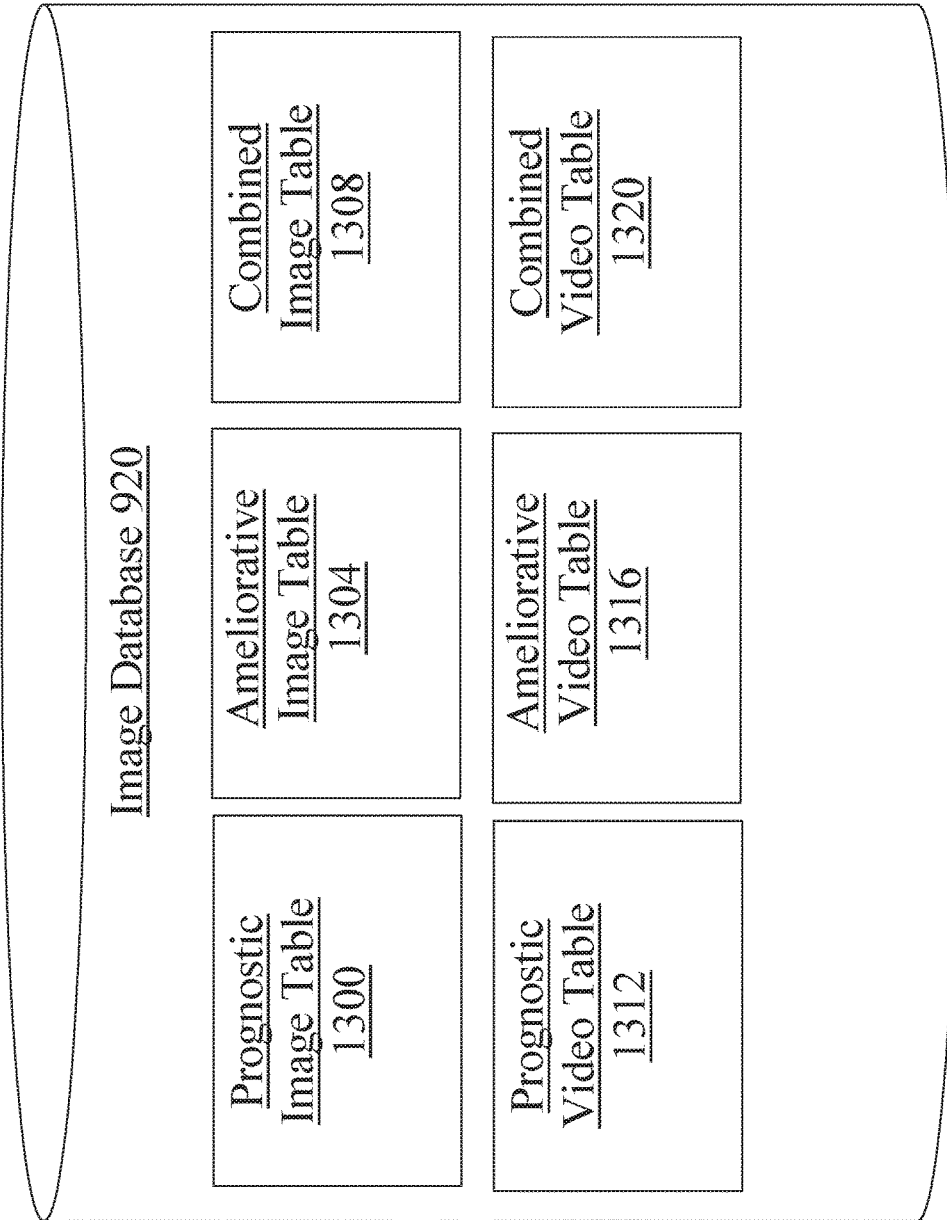 Image Database 920
Prognostic
Image Table
1300
Ameliorative
Image Table
1304
Combined
Image Table
1308
Prognostic
Video Table
1312
Ameliorative
Video Table
1316
Combined
Video Table
1320